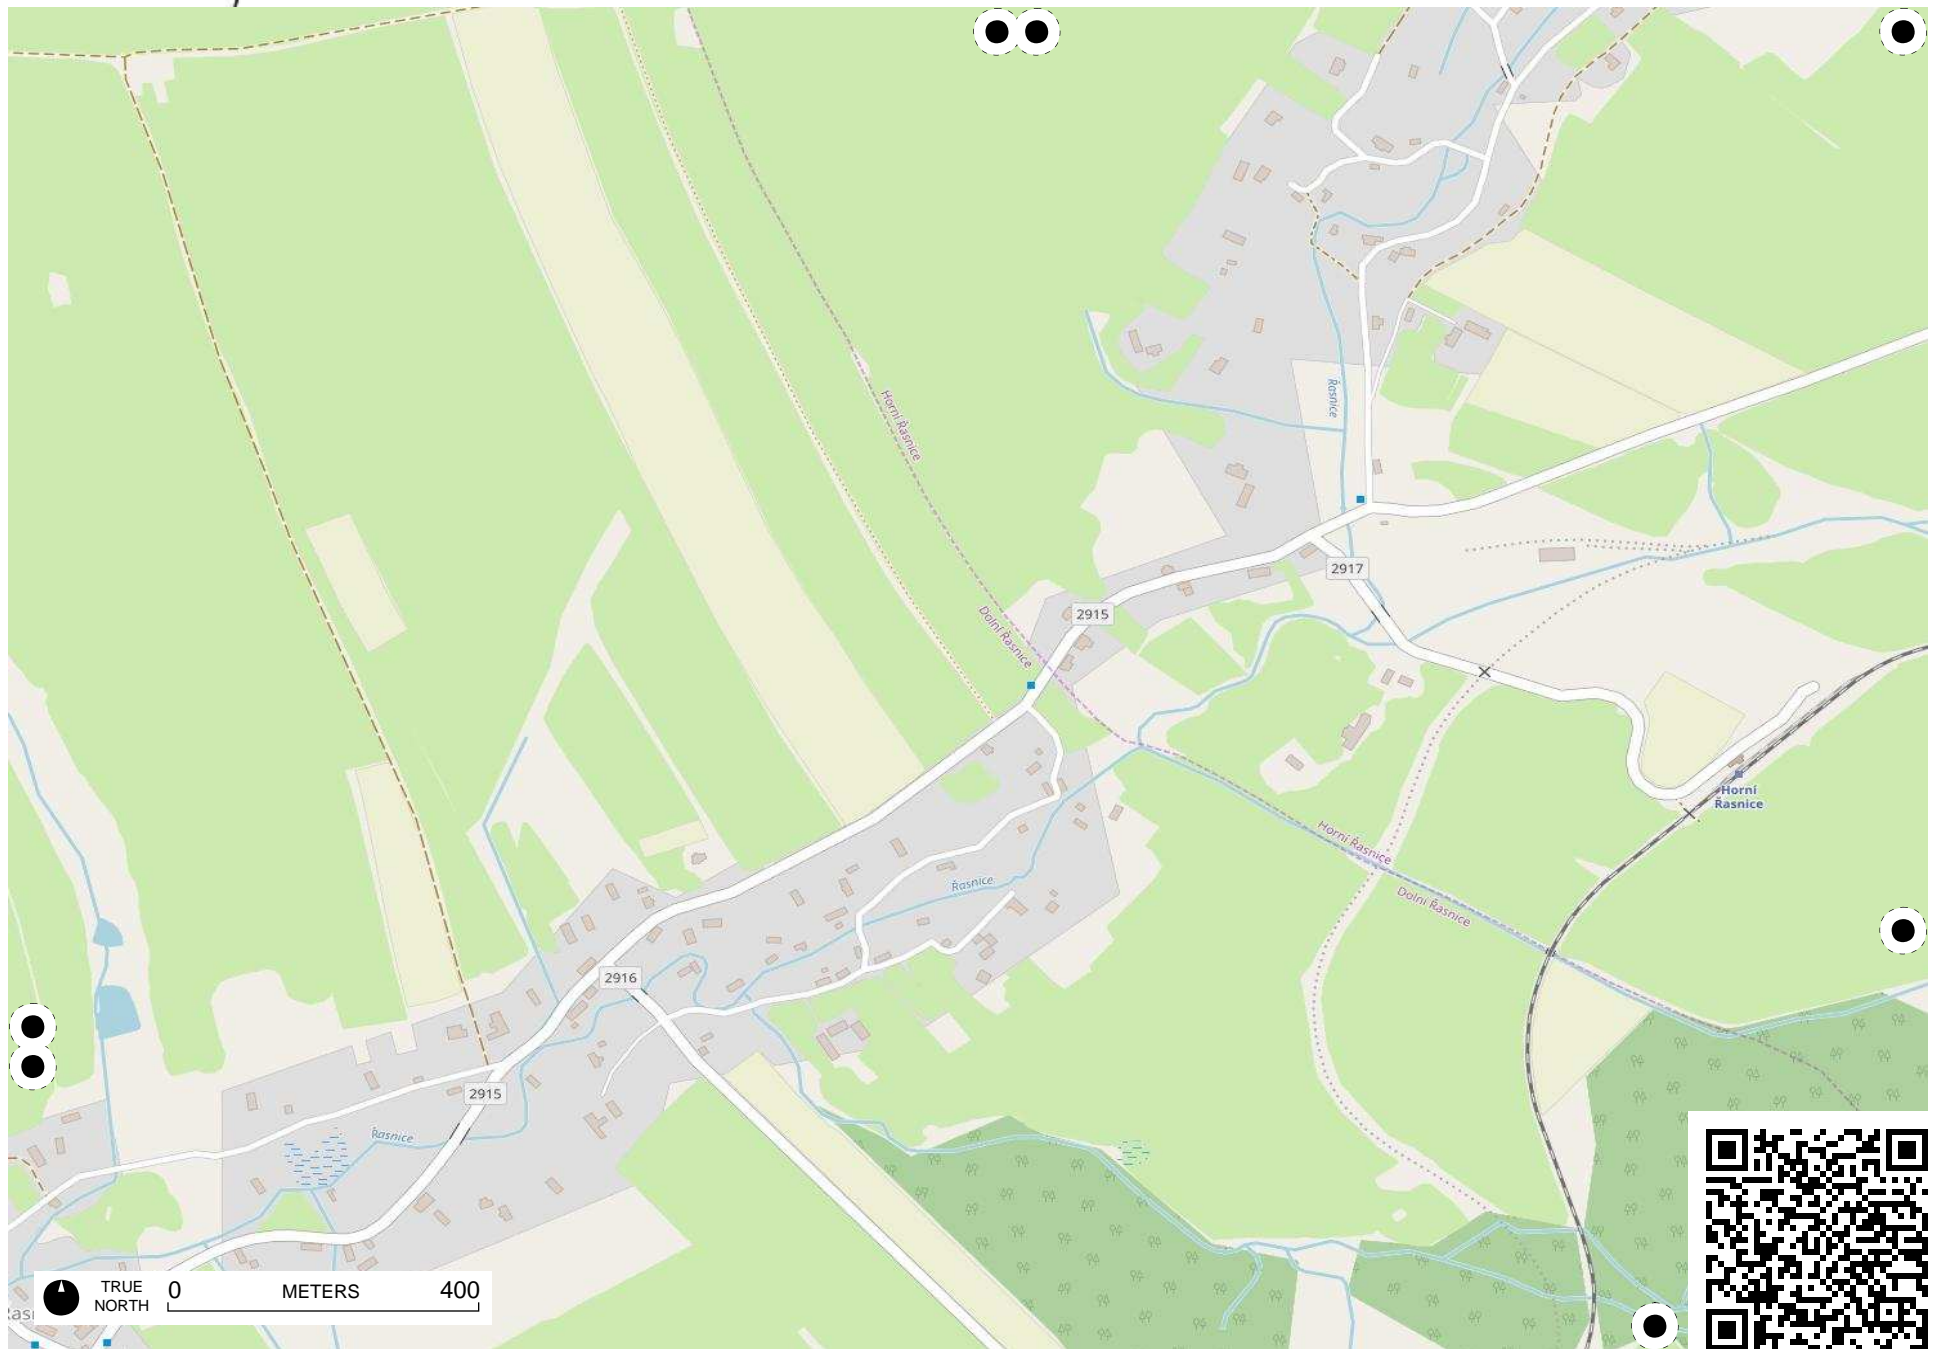 Řasnice
Horní Řasnice
2917
2915
Dolní Řasnice
Horní
Řasnice
Horní Řasnice
Dolní Řasnice
Řasnice
2916
2915
Řasnice
TRUE
NORTH
0 METERS 400